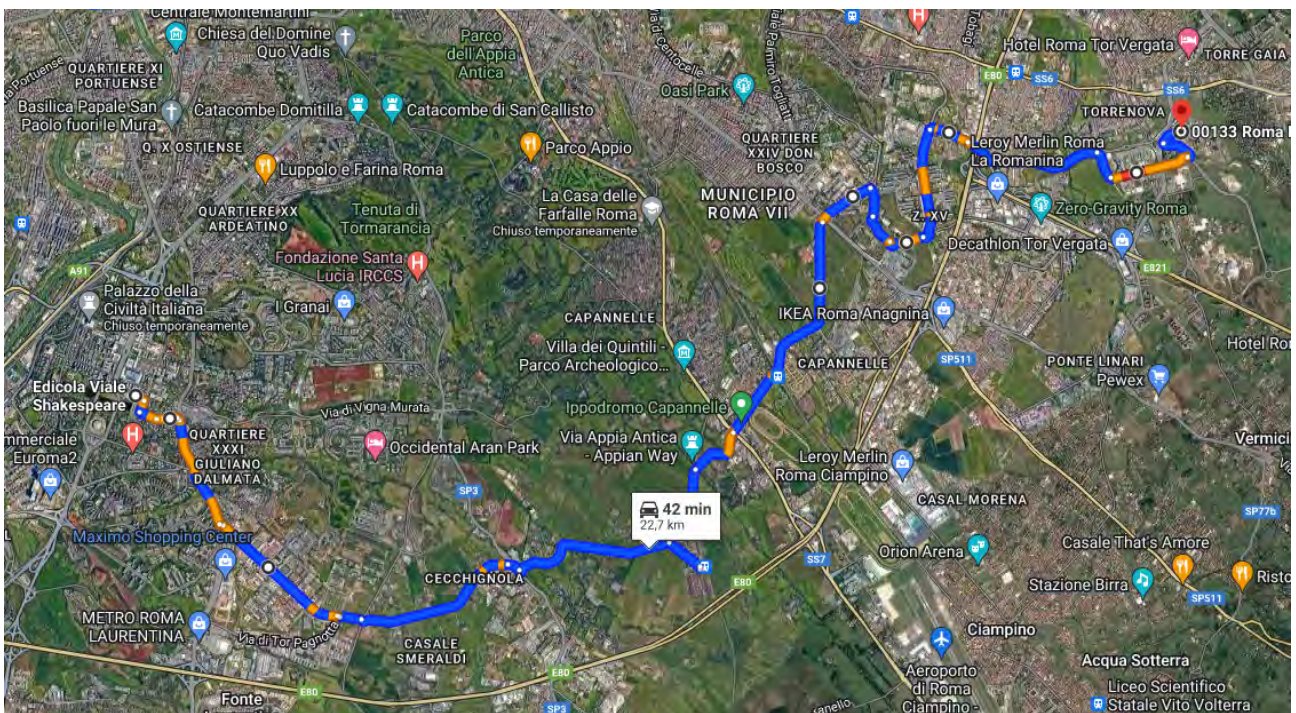 Centrale Montemartini
Chiesa del Domine
Quo Vadis
QUARTIERE XI
PORTUENSE
Parco
dell'Appia
Antica
Via di Centocelle
Viale Palmiro Togliatti
Hotel Roma Tor Vergata
TORRE GAIA
E80
SS6
SS6
Oasi Park
TORRENOVA
Basilica Papale San
Paolo fuori le Mura
Catacombe Domitilla
Catacombe di San Callisto
Q. X OSTIENSE
Parco Appio
QUARTIERE
XXIV DON
BOSCO
Leroy Merlin Roma
La Romanina
00133 Roma
Luppolo e Farina Roma
La Casa delle
Farfalle Roma
Chiuso temporaneamente
MUNICIPIO
ROMA VII
Z. XV
Zero-Gravity Roma
QUARTIERE XX
ARDEATINO
Tenuta di
Tormarancia
Decathlon Tor Vergata
E821
Fondazione Santa
Lucia IRCCS
A91
Palazzo della
Civiltà Italiana
Chiuso temporaneamente
I Granai
CAPANNELLE
IKEA Roma Anagnina
Villa dei Quintili -
Parco Archeologico...
CAPANNELLE
SP511
PONTE LINARI
Pewex
Hotel Ro
Edicola Viale
Shakespeare
Via di Vigna Murata
Ippodromo Capannelle
QUARTIERE
XXXI
GIULIANO
DALMATA
Occidental Aran Park
Via Appia Antica
- Appian Way
Leroy Merlin
Roma Ciampino
mmerciale
Euroma2
Vermici
SP3
CASAL MORENA
42 min
22,7 km
SP77b
Maximo Shopping Center
Orion Arena
Casale That's Amore
CECCHIGNOLA
SS7
E80
Stazione Birra
Risto
SP511
METRO ROMA
LAURENTINA
Via di Tor Pagnotta
CASALE
SMERALDI
Ciampino
Acqua Sotterra
E80
Fonte
SP3
Aeroporto
di Roma
Ciampino -
Liceo Scientifico
Statale Vito Volterra